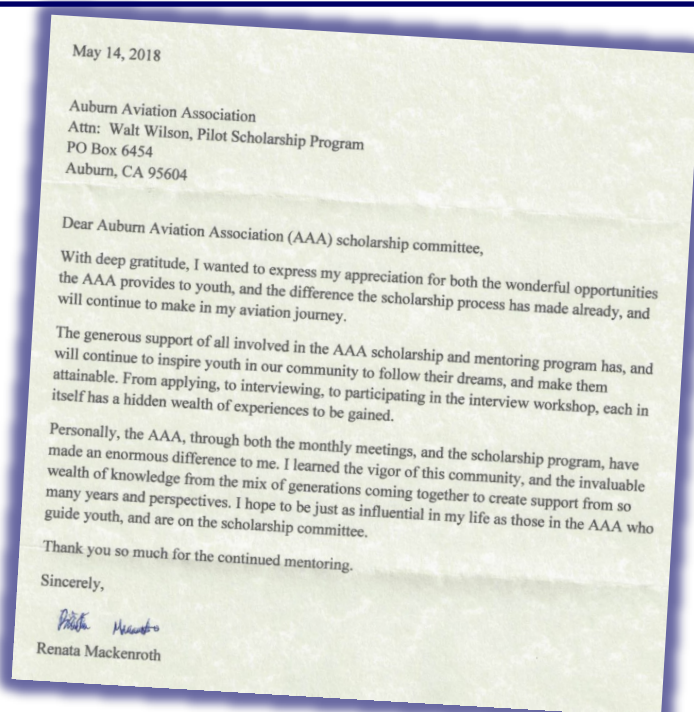 May 14, 2018
Auburn Aviation Association
Attn: Walt Wilson, Pilot Scholarship Program
PO Box 6454
Auburn, CA 95604
Dear Auburn Aviation Association (AAA) scholarship committee,
With deep gratitude, I wanted to express my appreciation for both the wonderful opportunities
the AAA provides to youth, and the difference the scholarship process has made already, and
will continue to make in my aviation journey.
The generous support of all involved in the AAA scholarship and mentoring program has, and
will continue to inspire youth in our community to follow their dreams, and make them
attainable. From applying, to interviewing, to participating in the interview workshop, each in
itself has a hidden wealth of experiences to be gained.
Personally, the AAA, through both the monthly meetings, and the scholarship program, have
made an enormous difference to me. I learned the vigor of this community, and the invaluable
wealth of knowledge from the mix of generations coming together to create support from so
many years and perspectives. I hope to be just as influential in my life as those in the AAA who
guide youth, and are on the scholarship committee.
Thank you so much for the continued mentoring.
Sincerely,
Renata Mackenroth